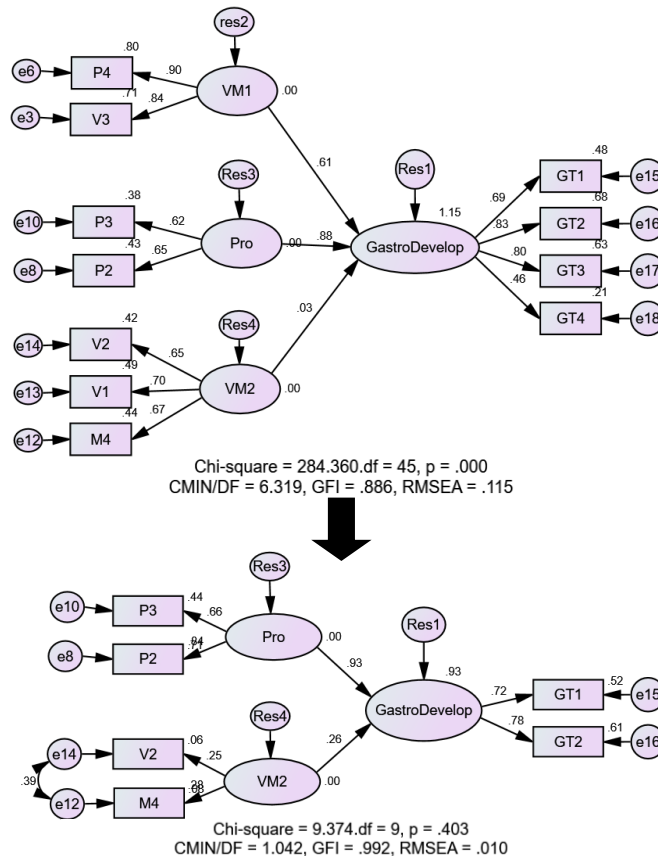 res2
.80
e6
P4
.90
VM1
.00
.71
.84
e3
V3
.61
.48
Res3
Res1
GT1
e15
.69
.68
.38
1.15
e10
P3
.62
.83
GT2
e16
.43
Pro
.00
.88
GastroDevelop
.63
.65
.80
GT3
e17
e8
P2
.46
.21
.03
GT4
e18
.42
Res4
e14
V2
.65
.49
e13
V1
.70
VM2
.00
.44
.67
e12
M4
Chi-square = 284.360.df = 45, p = .000
CMIN/DF = 6.319, GFI = .886, RMSEA = .115
Res3
.44
e10
P3
.66
Pro
.00
Res1
e8
P2
.93
.93
.52
.72
GT1
e15
GastroDevelop
Res4
.61
.06
.26
.78
GT2
e16
e14
V2
.25
.39
VM2
.00
e12
M4
Chi-square = 9.374.df = 9, p = .403
CMIN/DF = 1.042, GFI = .992, RMSEA = .010